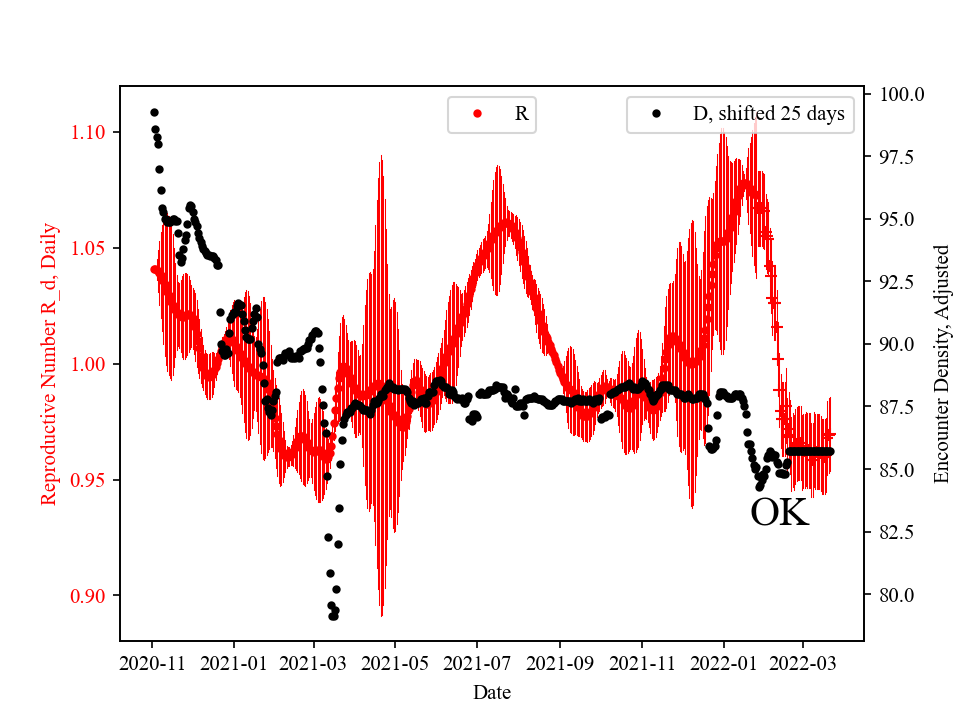 R
D, shifted 25 days
1.10
1.05
1.00
0.95
0.90
Reproductive Number R_d, Daily
100.0
97.5
95.0
92.5
90.0
87.5
85.0
82.5
80.0
Encounter Density, Adjusted
OK
2020-11 2021-01 2021-03 2021-05 2021-07 2021-09 2021-11 2022-01 2022-03
Date